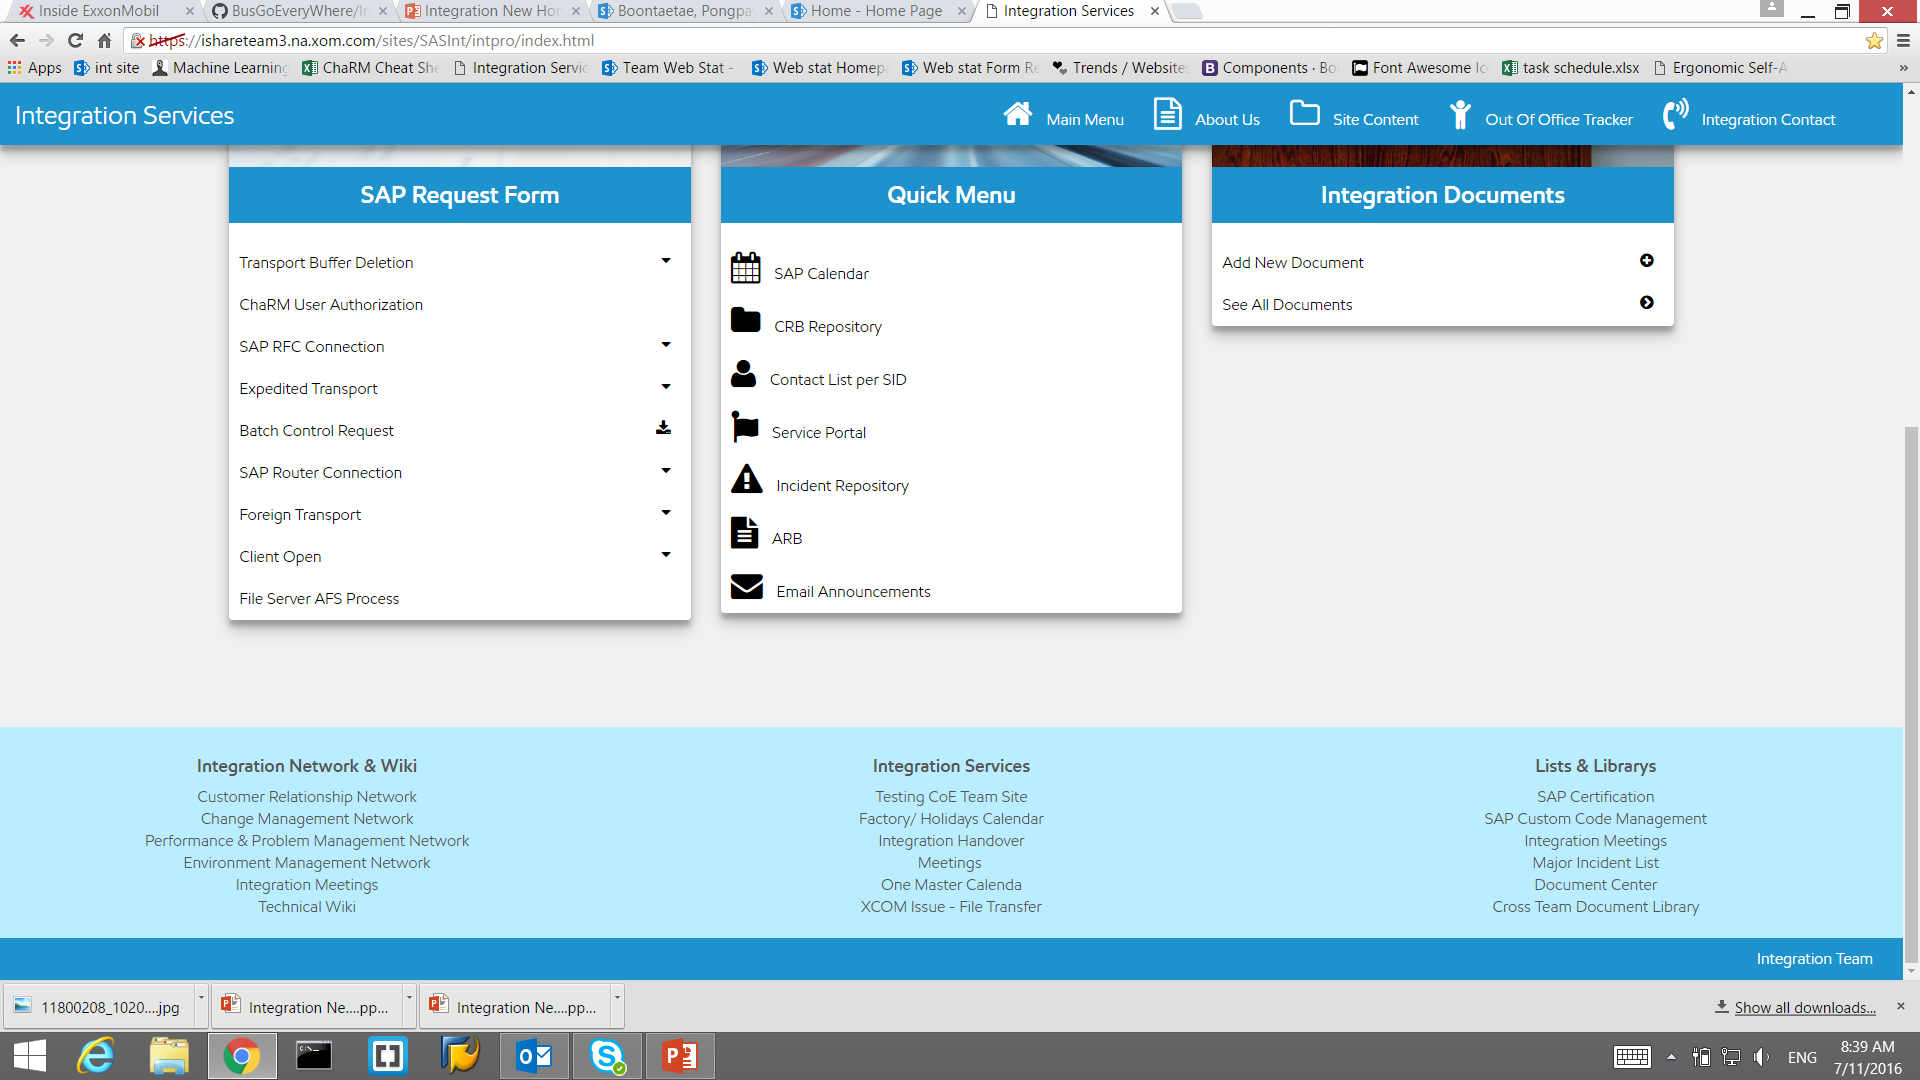 Inside ExxonMobil
BusGoEveryWhere/In
Integration New Hom
Boontaetae, Pongpay
Home - Home Page
Integration Services
https://ishareteam3.na.xom.com/sites/SASInt/intpro/index.html
Apps
int site
Machine Learning
ChaRM Cheat She
Integration Servic
Team Web Stat -
Web stat Homepa
Web stat Form Re
Trends / Website
Components · Bo
Font Awesome Ic
task schedule.xlsx
Ergonomic Self-A
»
Integration Services
Main Menu
About Us
Site Content
Out Of Office Tracker
Integration Contact
SAP Request Form
Transport Buffer Deletion
ChaRM User Authorization
SAP RFC Connection
Expedited Transport
Batch Control Request
SAP Router Connection
Foreign Transport
Client Open
File Server AFS Process
Quick Menu
SAP Calendar
CRB Repository
Contact List per SID
Service Portal
Incident Repository
ARB
Email Announcements
Integration Documents
Add New Document
See All Documents
Integration Network & Wiki
Customer Relationship Network
Change Management Network
Performance & Problem Management Network
Environment Management Network
Integration Meetings
Technical Wiki
Integration Services
Testing CoE Team Site
Factory/ Holidays Calendar
Integration Handover
Meetings
One Master Calenda
XCOM Issue - File Transfer
Lists & Librarys
SAP Certification
SAP Custom Code Management
Integration Meetings
Major Incident List
Document Center
Cross Team Document Library
Integration Team
11800208_1020....jpg
Integration Ne....pp...
Integration Ne....pp...
Show all downloads...
ENG
8:39 AM
7/11/2016